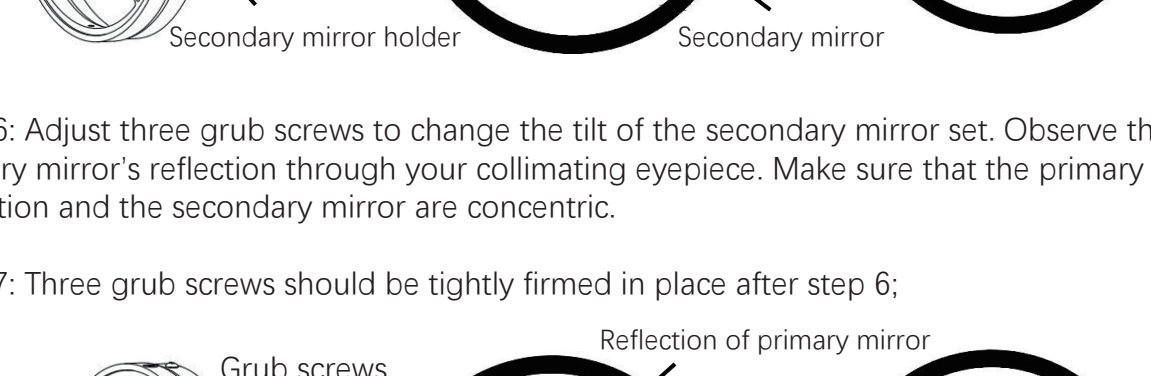 Secondary mirror holder
Secondary mirror
6: Adjust three grub screws to change the tilt of the secondary mirror set. Observe th
ry mirror's reflection through your collimating eyepiece. Make sure that the primary
tion and the secondary mirror are concentric.
7: Three grub screws should be tightly firmed in place after step 6;
Reflection of primary mirror
Grub screws